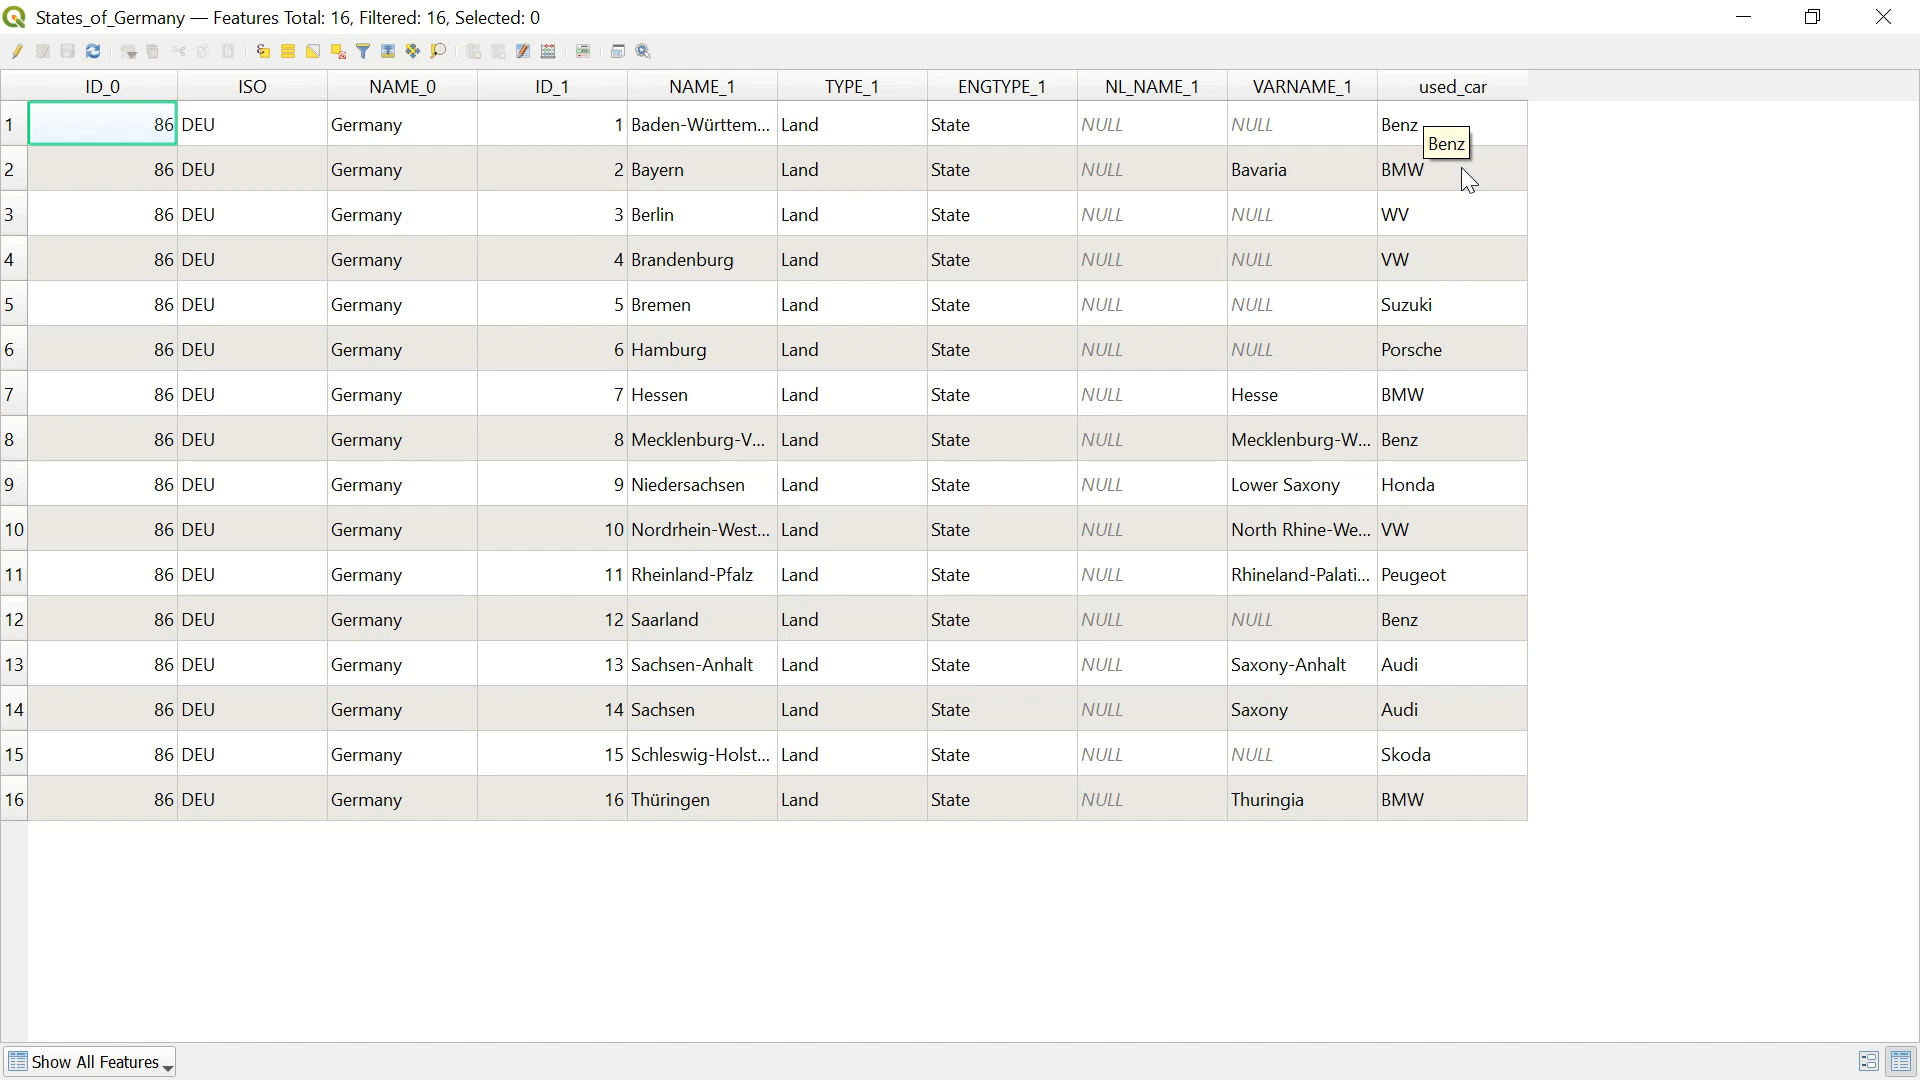 States_of_Germany — Features Total: 16, Filtered: 16, Selected: 0
ID_0 ISO NAME_0 ID_1 NAME_1 TYPE_1 ENGTYPE_1 NL_NAME_1 VARNAME_1 used_car
1 86 DEU Germany 1 Baden-Württem... Land State NULL NULL Benz
Benz
2 86 DEU Germany 2 Bayern Land State NULL Bavaria BMW
3 86 DEU Germany 3 Berlin Land State NULL NULL WV
4 86 DEU Germany 4 Brandenburg Land State NULL NULL VW
5 86 DEU Germany 5 Bremen Land State NULL NULL Suzuki
6 86 DEU Germany 6 Hamburg Land State NULL NULL Porsche
7 86 DEU Germany 7 Hessen Land State NULL Hesse BMW
8 86 DEU Germany 8 Mecklenburg-V... Land State NULL Mecklenburg-W... Benz
9 86 DEU Germany 9 Niedersachsen Land State NULL Lower Saxony Honda
10 86 DEU Germany 10 Nordrhein-West... Land State NULL North Rhine-We... VW
11 86 DEU Germany 11 Rheinland-Pfalz Land State NULL Rhineland-Palati... Peugeot
12 86 DEU Germany 12 Saarland Land State NULL NULL Benz
13 86 DEU Germany 13 Sachsen-Anhalt Land State NULL Saxony-Anhalt Audi
14 86 DEU Germany 14 Sachsen Land State NULL Saxony Audi
15 86 DEU Germany 15 Schleswig-Holst... Land State NULL NULL Skoda
16 86 DEU Germany 16 Thüringen Land State NULL Thuringia BMW
Show All Features